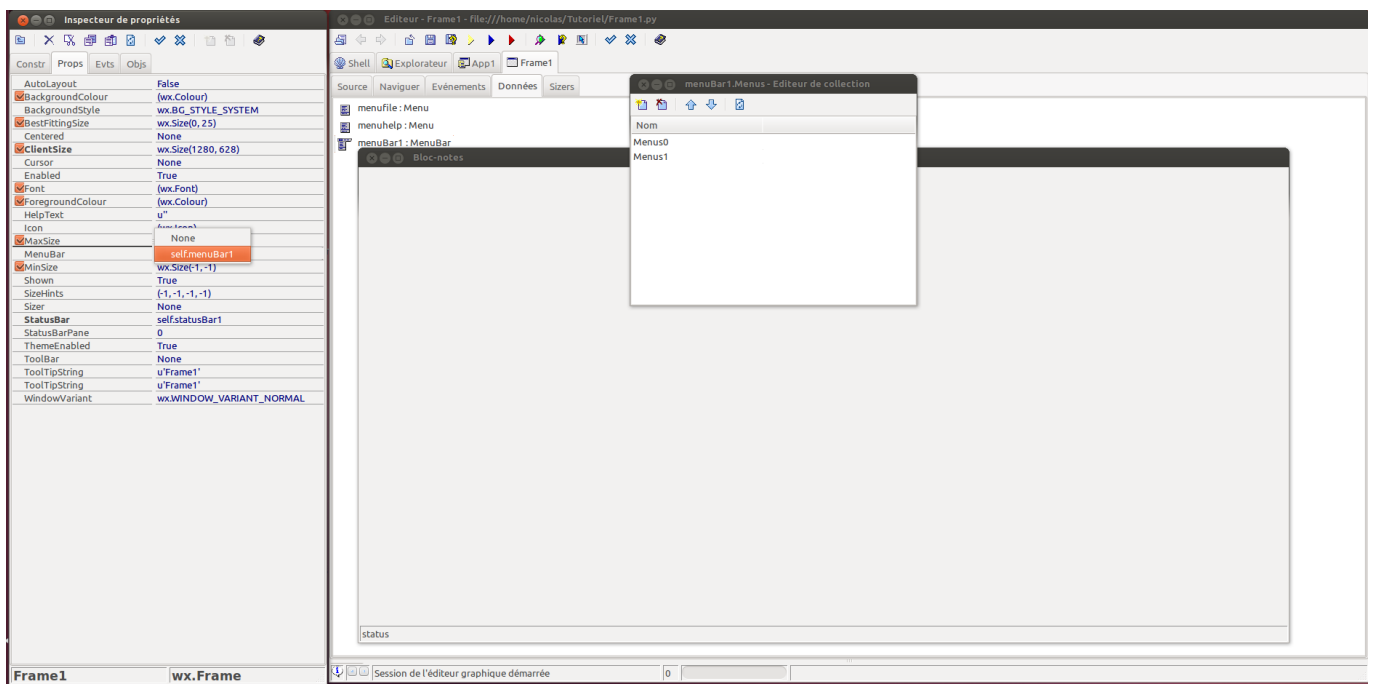 Inspecteur de propriétés
Constr Props Evts Objs
AutoLayout False
BackgroundColour (wx.Colour)
BackgroundStyle wx.BG_STYLE_SYSTEM
BestFittingSize wx.Size(0, 25)
Centered None
ClientSize wx.Size(1280, 628)
Cursor None
Enabled True
Font (wx.Font)
ForegroundColour (wx.Colour)
HelpText u''
Icon (wx.Icon)
MaxSize
None
MenuBar
self.menuBar1
MinSize wx.Size(-1, -1)
Shown True
SizeHints (-1, -1, -1, -1)
Sizer None
StatusBar self.statusBar1
StatusBarPane 0
ThemeEnabled True
ToolBar None
ToolTipString u'Frame1'
ToolTipString u'Frame1'
WindowVariant wx.WINDOW_VARIANT_NORMAL
Frame1 wx.Frame
Editeur - Frame1 - file:///home/nicolas/Tutoriel/Frame1.py
Shell Explorateur App1 Frame1
Source Naviguer Evénements Données Sizers
menufile : Menu
menuhelp : Menu
menuBar1 : MenuBar
menuBar1.Menus - Editeur de collection
Nom
Menus0
Menus1
Bloc-notes
status
Session de l'éditeur graphique démarrée 0